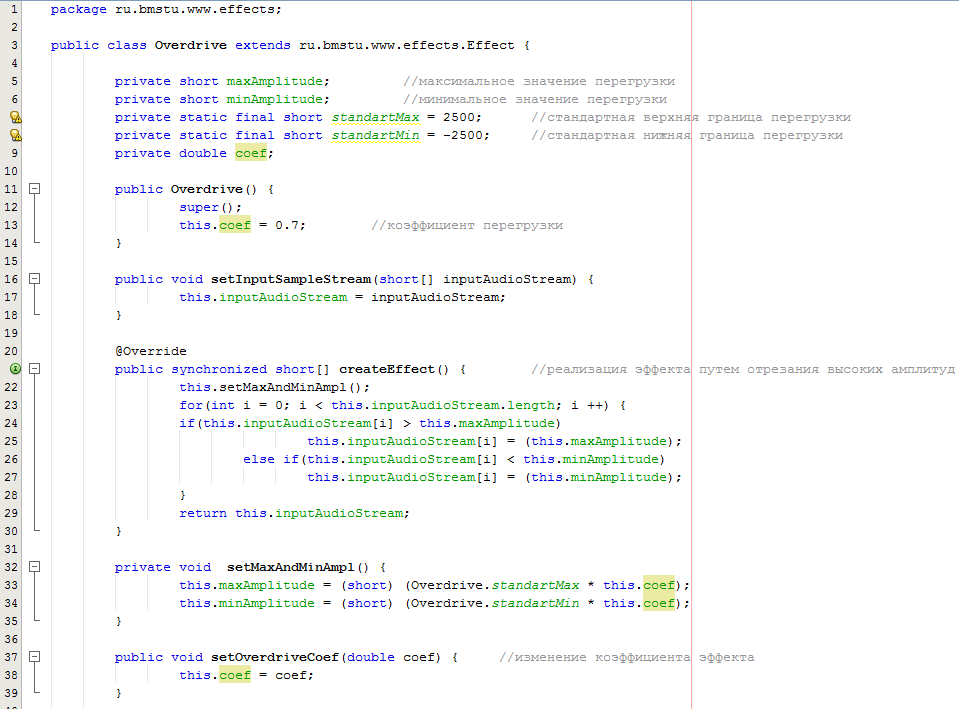 1 package ru.bmstu.www.effects;
2
3 public class Overdrive extends ru.bmstu.www.effects.Effect {
4
5         private short maxAmplitude;         //максимальное значение перегрузки
6         private short minAmplitude;         //минимальное значение перегрузки
        private static final short standartMax = 2500;      //стандартная верхняя граница перегрузки
        private static final short standartMin = -2500;     //стандартная нижняя граница перегрузки
9         private double coef;
10
11         public Overdrive() {
12                 super();
13                 this.coef = 0.7;        //коэффициент перегрузки
14         }
15
16         public void setInputSampleStream(short[] inputAudioStream) {
17                 this.inputAudioStream = inputAudioStream;
18         }
19
20         @Override
        public synchronized short[] createEffect() {        //реализация эффекта путем отрезания высоких амплитуд
22                 this.setMaxAndMinAmpl();
23                 for(int i = 0; i < this.inputAudioStream.length; i ++) {
24                 if(this.inputAudioStream[i] > this.maxAmplitude)
25                                 this.inputAudioStream[i] = (this.maxAmplitude);
26                         else if(this.inputAudioStream[i] < this.minAmplitude)
27                                 this.inputAudioStream[i] = (this.minAmplitude);
28                 }
29                 return this.inputAudioStream;
30         }
31
32         private void  setMaxAndMinAmpl() {
33                 this.maxAmplitude = (short) (Overdrive.standartMax * this.coef);
34                 this.minAmplitude = (short) (Overdrive.standartMin * this.coef);
35         }
36
37         public void setOverdriveCoef(double coef) {     //изменение коэффициента эффекта
38                 this.coef = coef;
39         }